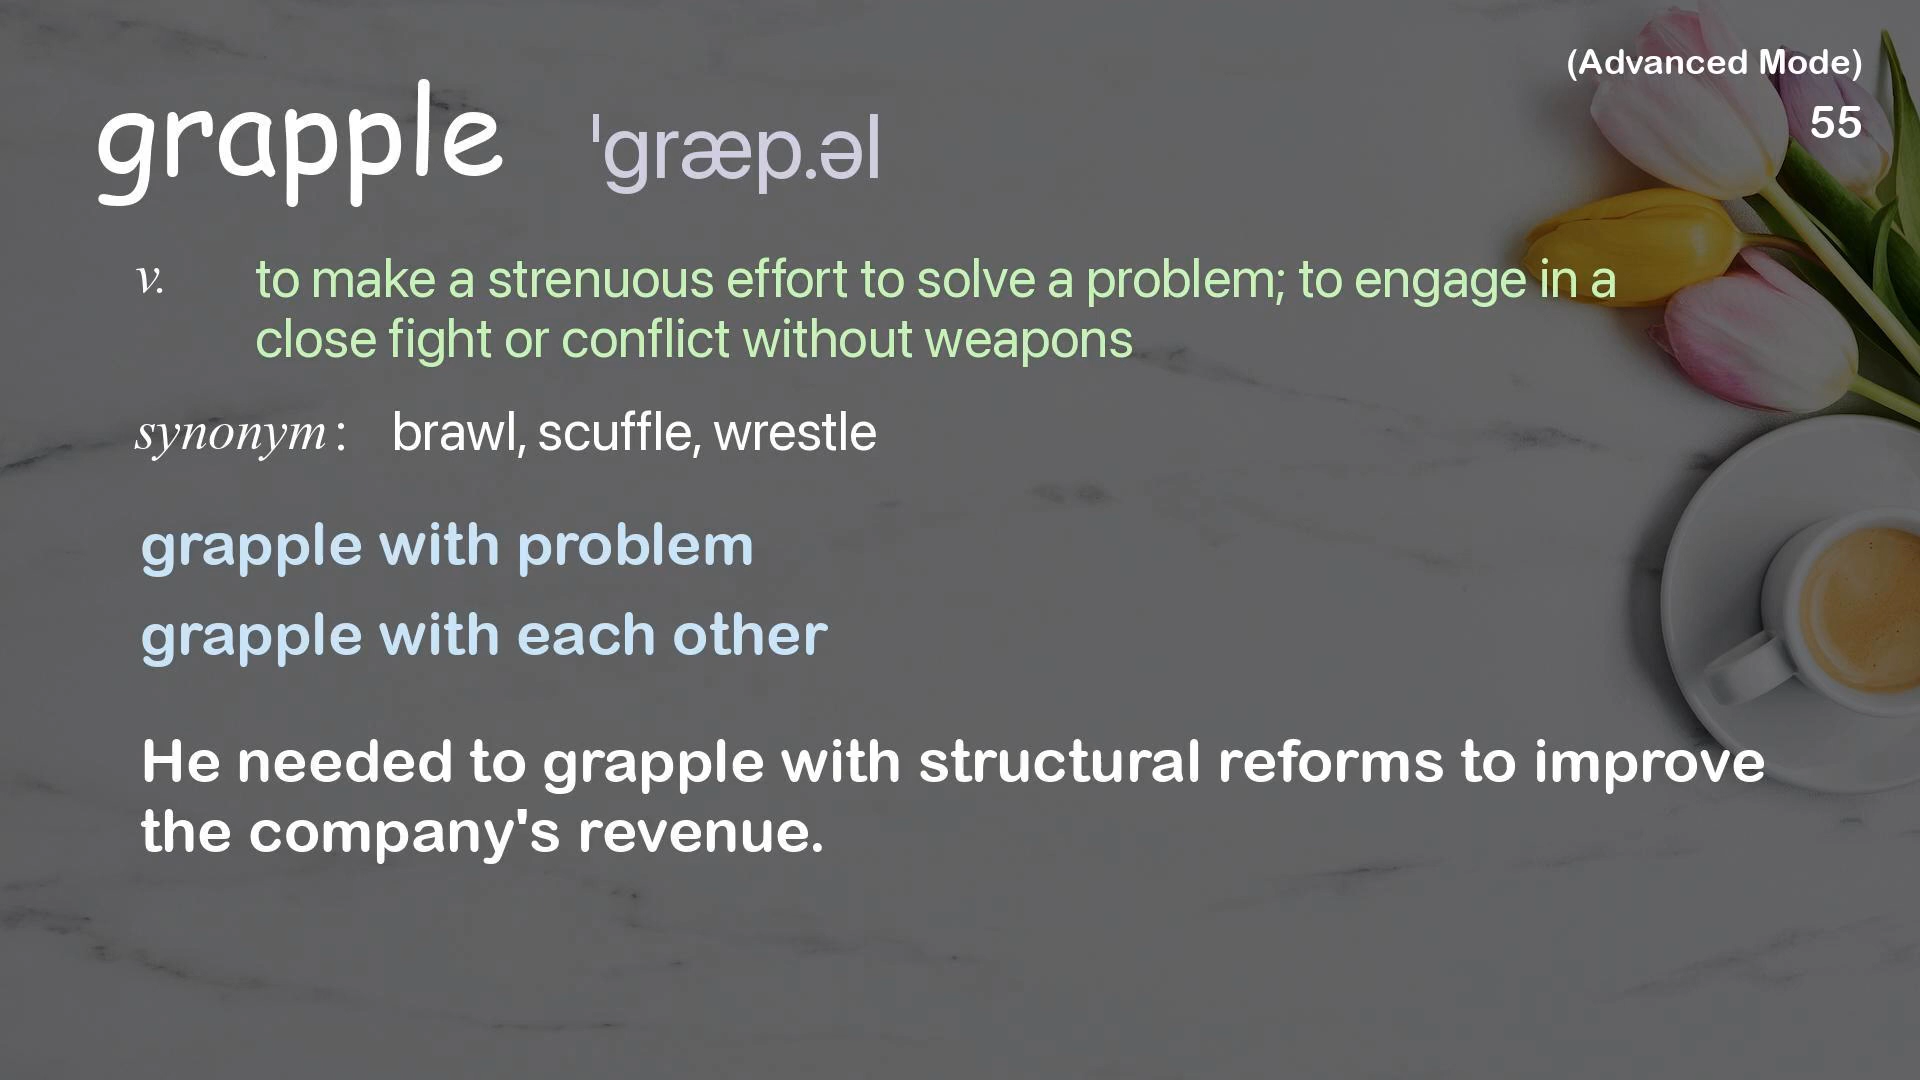 (Advanced Mode)
55
grapple ˈɡræp.əl
v. to make a strenuous effort to solve a problem; to engage in a
close fight or conflict without weapons
synonym: brawl, scuffle, wrestle
grapple with problem
grapple with each other
He needed to grapple with structural reforms to improve
the company's revenue.